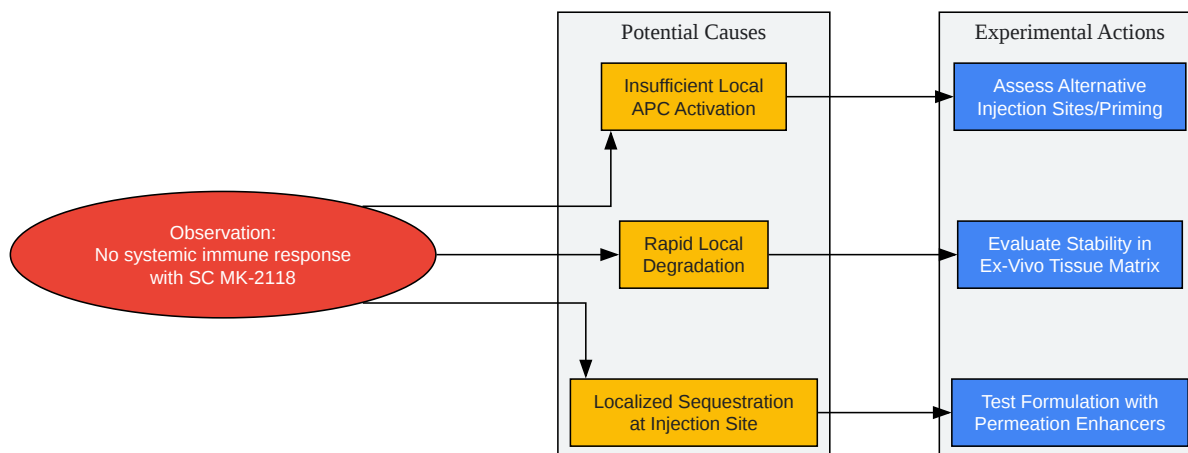 Potential Causes
Experimental Actions
Insufficient Local
APC Activation
Assess Alternative
Injection Sites/Priming
Observation:
No systemic immune response
with SC MK-2118
Rapid Local
Degradation
Evaluate Stability in
Ex-Vivo Tissue Matrix
Localized Sequestration
at Injection Site
Test Formulation with
Permeation Enhancers